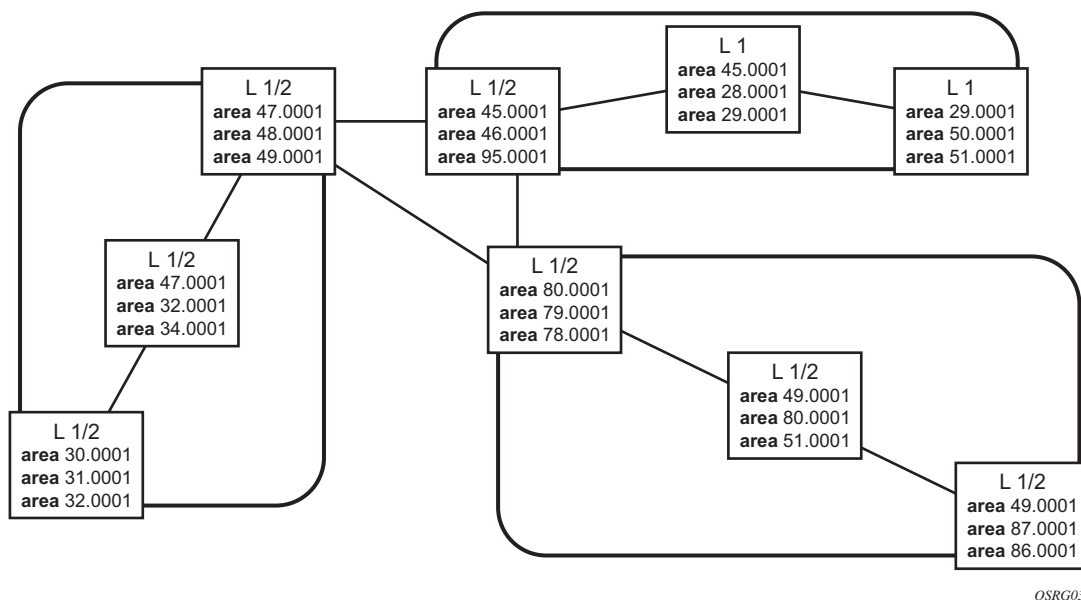 L 1
area 45.0001
area 28.0001
area 29.0001
L 1/2
area 47.0001
area 48.0001
area 49.0001
L 1/2
area 45.0001
area 46.0001
area 95.0001
L 1
area 29.0001
area 50.0001
area 51.0001
L 1/2
area 47.0001
area 32.0001
area 34.0001
L 1/2
area 80.0001
area 79.0001
area 78.0001
L 1/2
area 49.0001
area 80.0001
area 51.0001
L 1/2
area 30.0001
area 31.0001
area 32.0001
L 1/2
area 49.0001
area 87.0001
area 86.0001